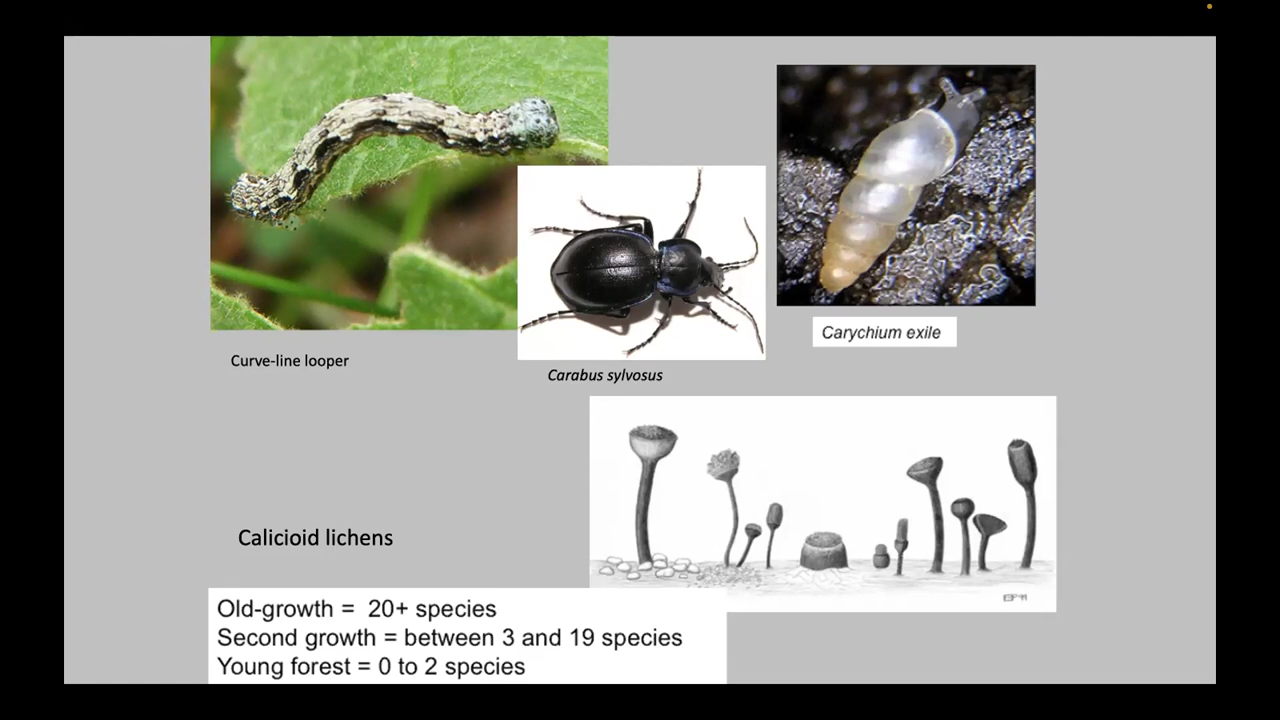 Curve-line looper
Carabus sylvosus
Carychium exile
Calicioid lichens
Old-growth = 20+ species
Second growth = between 3 and 19 species
Young forest = 0 to 2 species